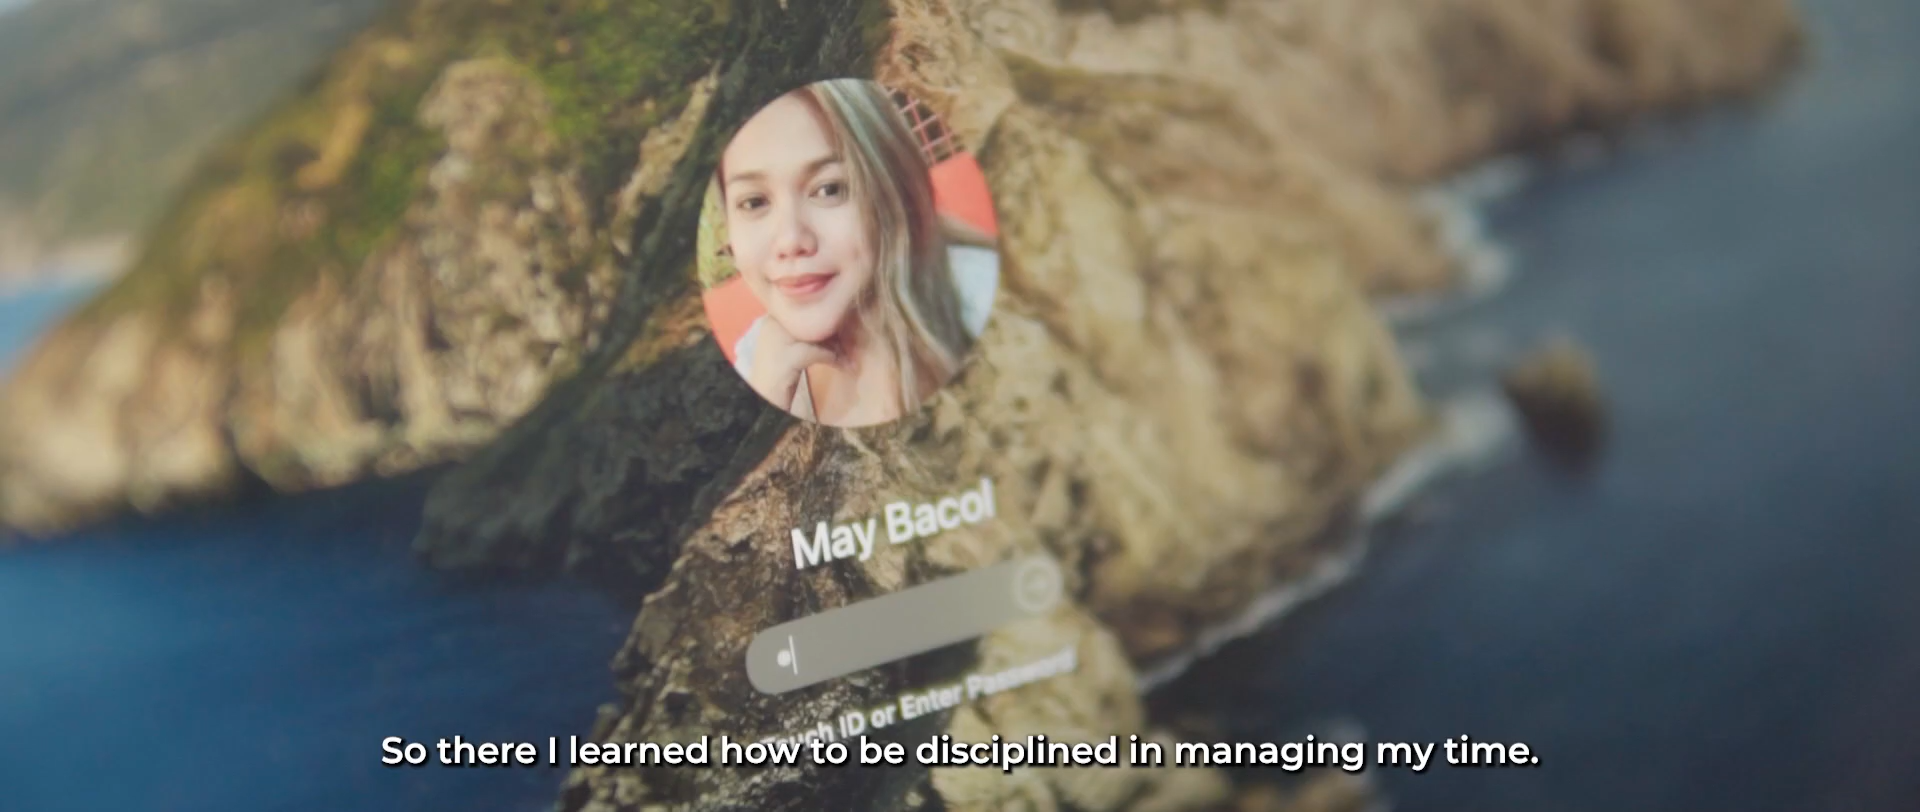 May Bacol
Touch ID or Enter Password
So there I learned how to be disciplined in managing my time.